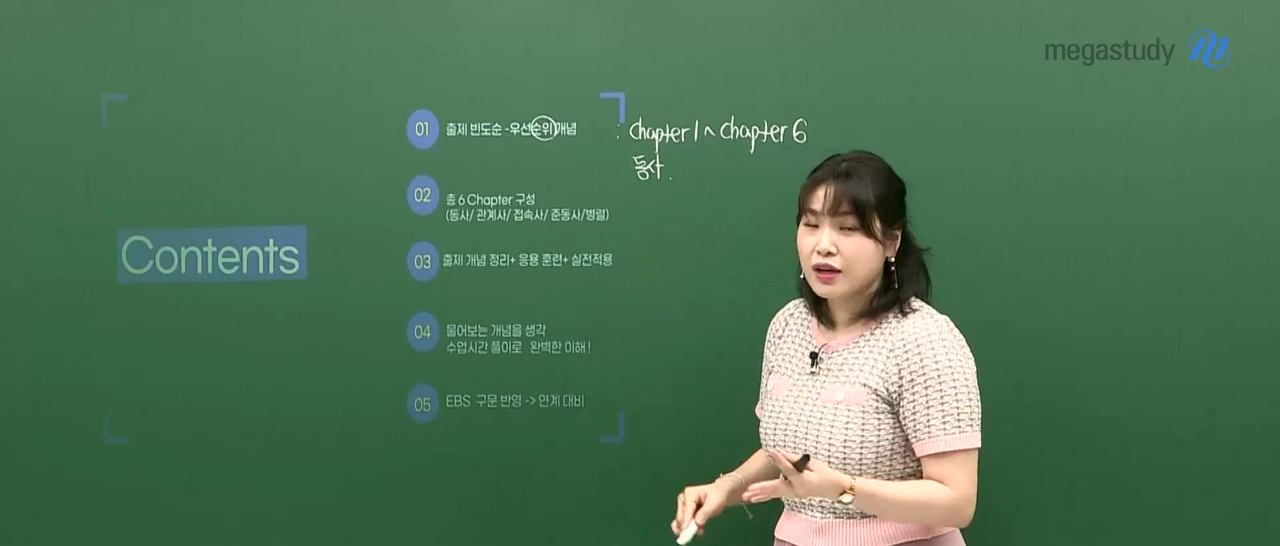 megastudy
Contents
01 출제 빈도순 -우선순위 개념
: Chapter 1 ~ Chapter 6
동사.
02 총 6 Chapter 구성
(동사/ 관계사/ 접속사/ 준동사/병렬)
03 출제 개념 정리+ 응용 훈련+ 실전적용
04 물어보는 개념을 생각
수업시간 풀이로 완벽한 이해!
05 EBS 구문 반영 -> 연계 대비